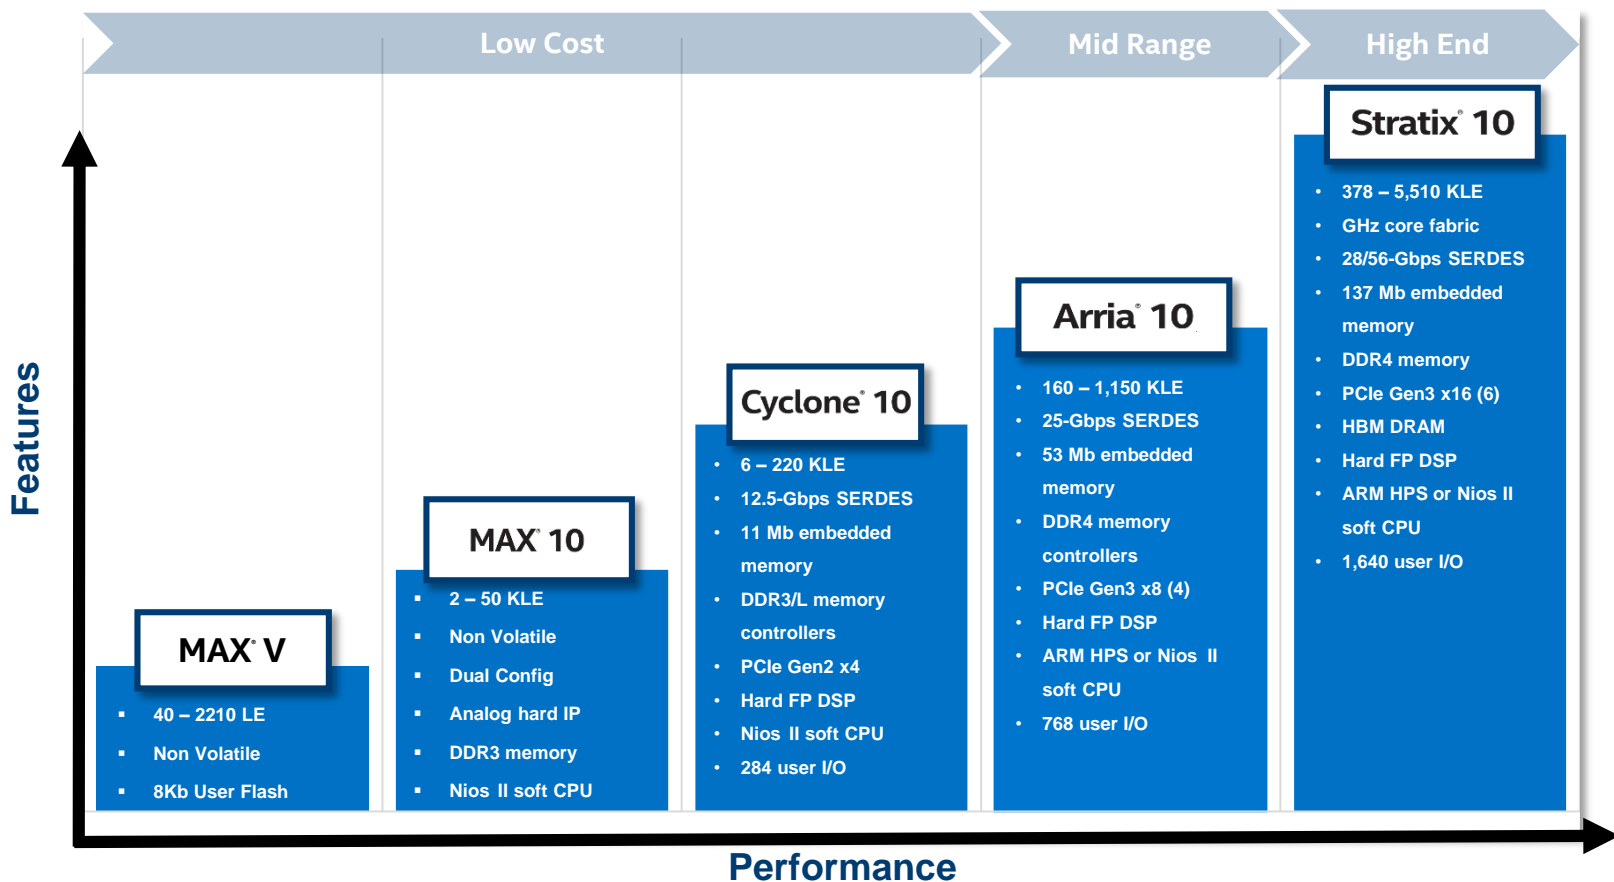 Low Cost
Mid Range
High End
Features
MAX® V
▪ 40 – 2210 LE
▪ Non Volatile
▪ 8Kb User Flash
MAX® 10
▪ 2 – 50 KLE
▪ Non Volatile
▪ Dual Config
▪ Analog hard IP
▪ DDR3 memory
▪ Nios II soft CPU
Cyclone® 10
• 6 – 220 KLE
• 12.5-Gbps SERDES
• 11 Mb embedded
memory
• DDR3/L memory
controllers
• PCIe Gen2 x4
• Hard FP DSP
• Nios II soft CPU
• 284 user I/O
Arria® 10
• 160 – 1,150 KLE
• 25-Gbps SERDES
• 53 Mb embedded
memory
• DDR4 memory
controllers
• PCIe Gen3 x8 (4)
• Hard FP DSP
• ARM HPS or Nios II
soft CPU
• 768 user I/O
Stratix® 10
• 378 – 5,510 KLE
• GHz core fabric
• 28/56-Gbps SERDES
• 137 Mb embedded
memory
• DDR4 memory
• PCIe Gen3 x16 (6)
• HBM DRAM
• Hard FP DSP
• ARM HPS or Nios II
soft CPU
• 1,640 user I/O
Performance